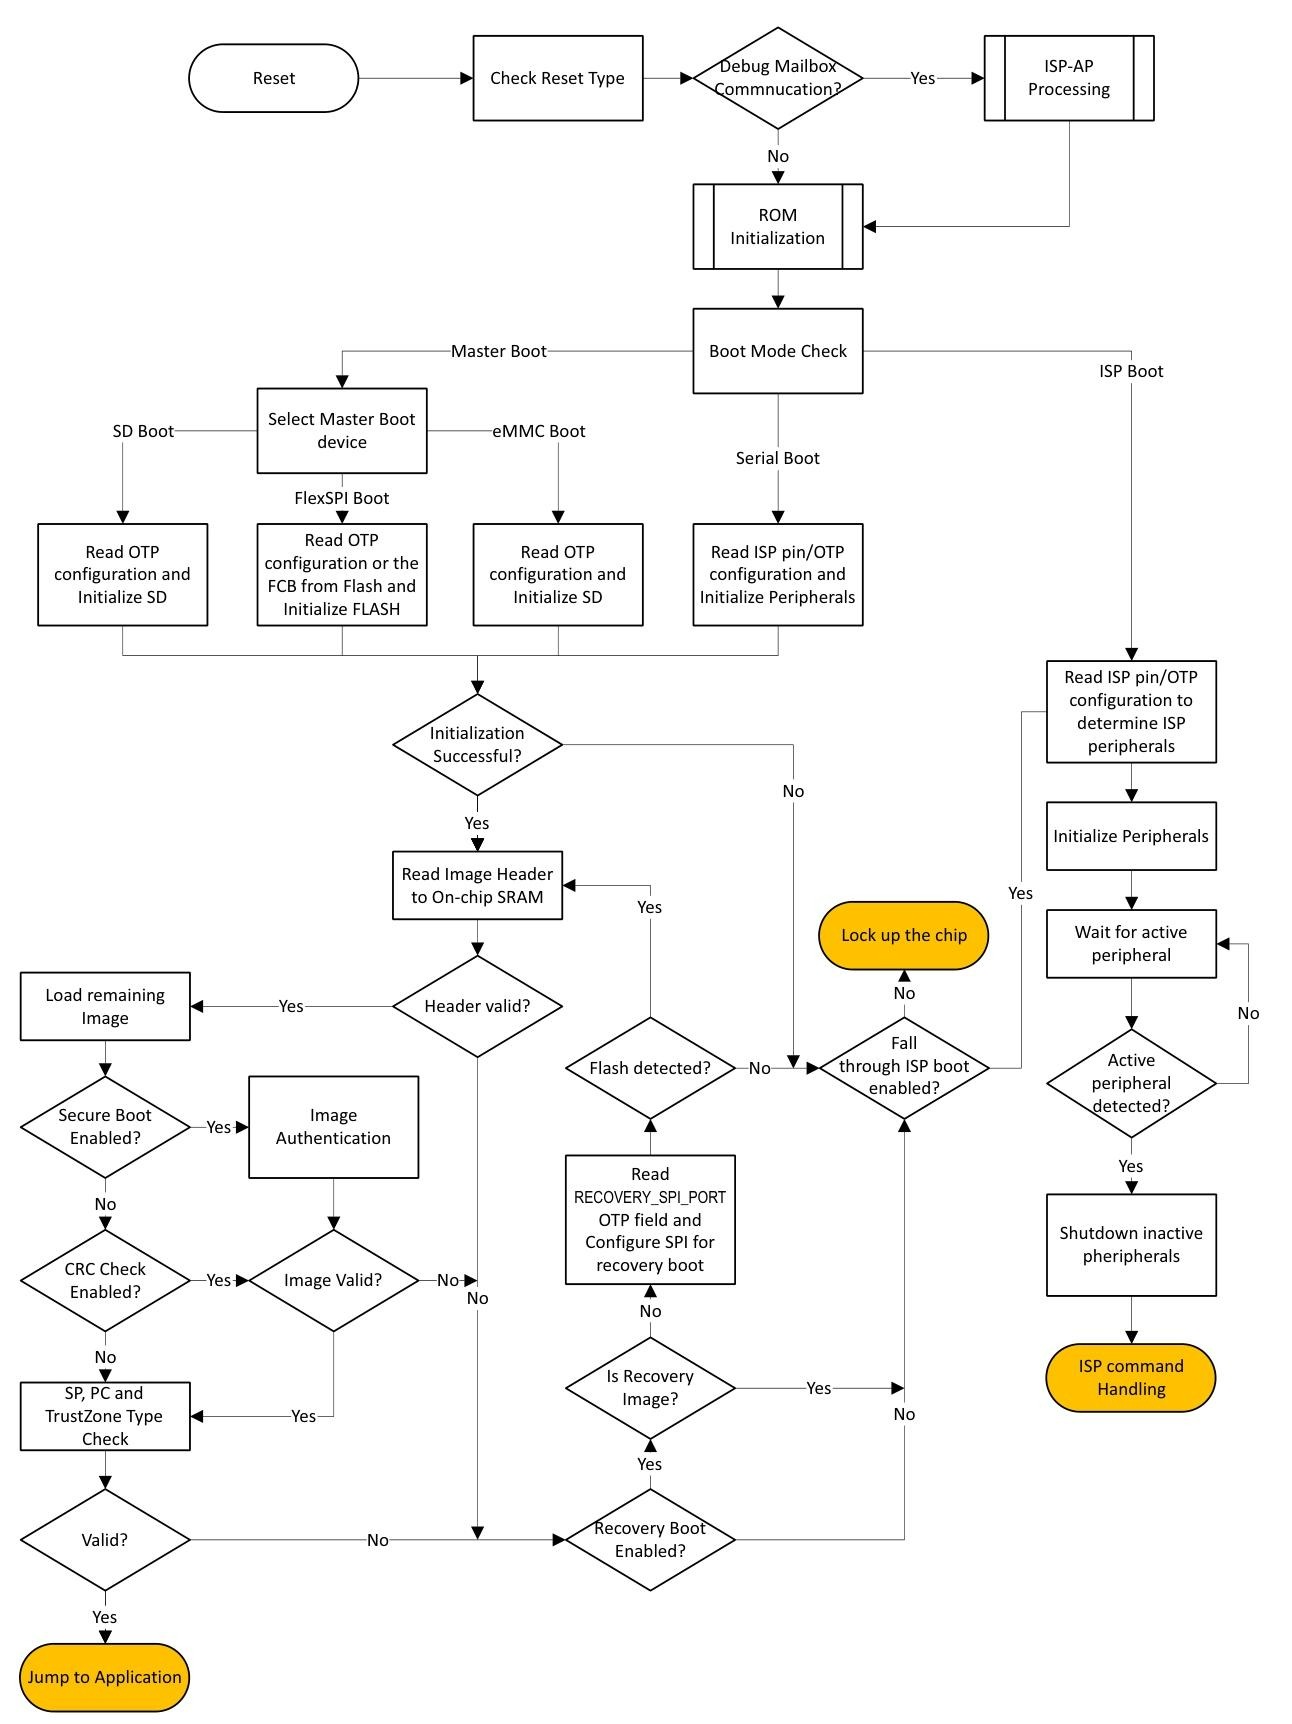 Reset
Check Reset Type
Debug Mailbox
Commnucation?
Yes
ISP-AP
Processing
No
ROM
Initialization
Master Boot
Boot Mode Check
ISP Boot
Select Master Boot
device
SD Boot
eMMC Boot
Serial Boot
FlexSPI Boot
Read OTP
configuration and
Initialize SD
Read OTP
configuration or the
FCB from Flash and
Initialize FLASH
Read OTP
configuration and
Initialize SD
Read ISP pin/OTP
configuration and
Initialize Peripherals
Read ISP pin/OTP
configuration to
determine ISP
peripherals
Initialization
Successful?
No
Yes
Initialize Peripherals
Read Image Header
to On-chip SRAM
Yes
Yes
Lock up the chip
Wait for active
peripheral
No
No
Load remaining
Image
Yes
Header valid?
Flash detected?
No
Fall
through ISP boot
enabled?
Active
peripheral
detected?
Secure Boot
Enabled?
Yes
Image
Authentication
Yes
No
Read
RECOVERY_SPI_PORT
OTP field and
Configure SPI for
recovery boot
Shutdown inactive
pheripherals
CRC Check
Enabled?
Yes
Image Valid?
No
No
No
No
Is Recovery
Image?
Yes
No
ISP command
Handling
SP, PC and
TrustZone Type
Check
Yes
Yes
Valid?
No
Recovery Boot
Enabled?
Yes
Jump to Application